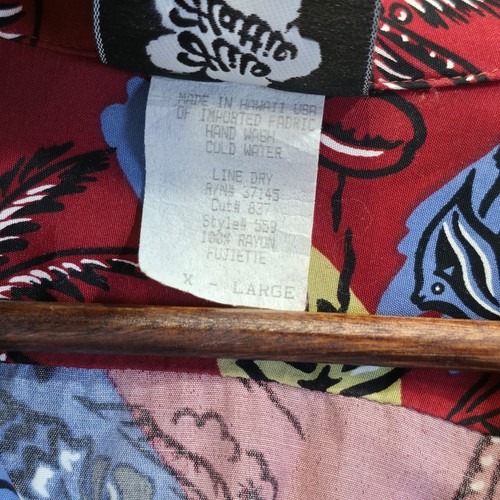 MADE IN HAWAII USA
OF IMPORTED FABRIC
HAND WASH
COLD WATER
LINE DRY
R/N# 37145
Cut# 837
Style# 559
100% RAYON
FUJIETTE
X - LARGE